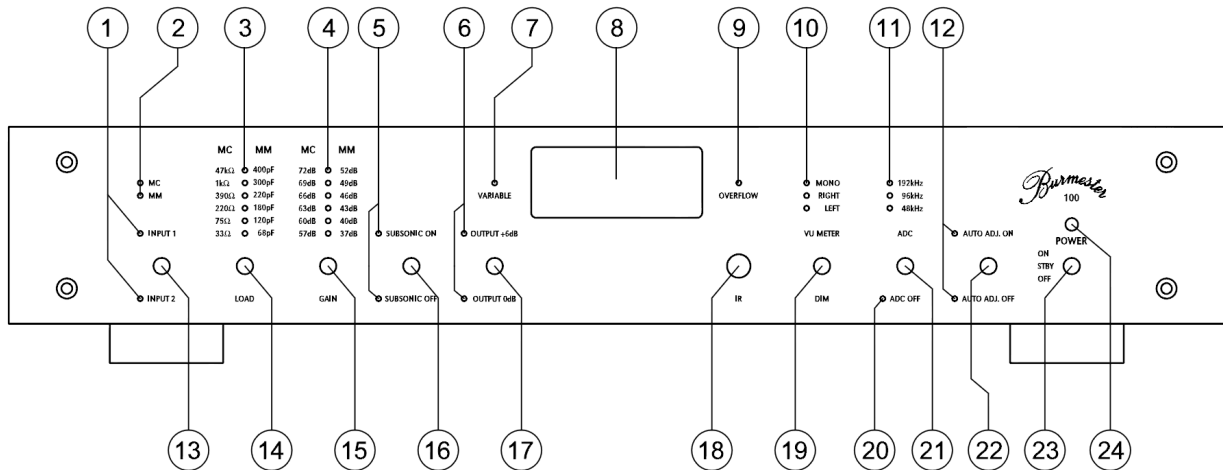 1 2 3 4 5 6 7 8 9 10 11 12
MC MM MC MM
47kΩ 400pF 72dB 52dB
1kΩ 300pF 69dB 49dB
390Ω 220pF 66dB 46dB
220Ω 180pF 63dB 43dB
75Ω 120pF 60dB 40dB
33Ω 68pF 57dB 37dB
MC
MM
INPUT 1
INPUT 2
LOAD
GAIN
SUBSONIC ON
SUBSONIC OFF
VARIABLE
OUTPUT +6dB
OUTPUT 0dB
OVERFLOW
IR
MONO
RIGHT
LEFT
VU METER
DIM
192kHz
96kHz
48kHz
ADC
ADC OFF
AUTO ADJ. ON
AUTO ADJ. OFF
Burmester
100
POWER
ON
STBY
OFF
13 14 15 16 17 18 19 20 21 22 23 24